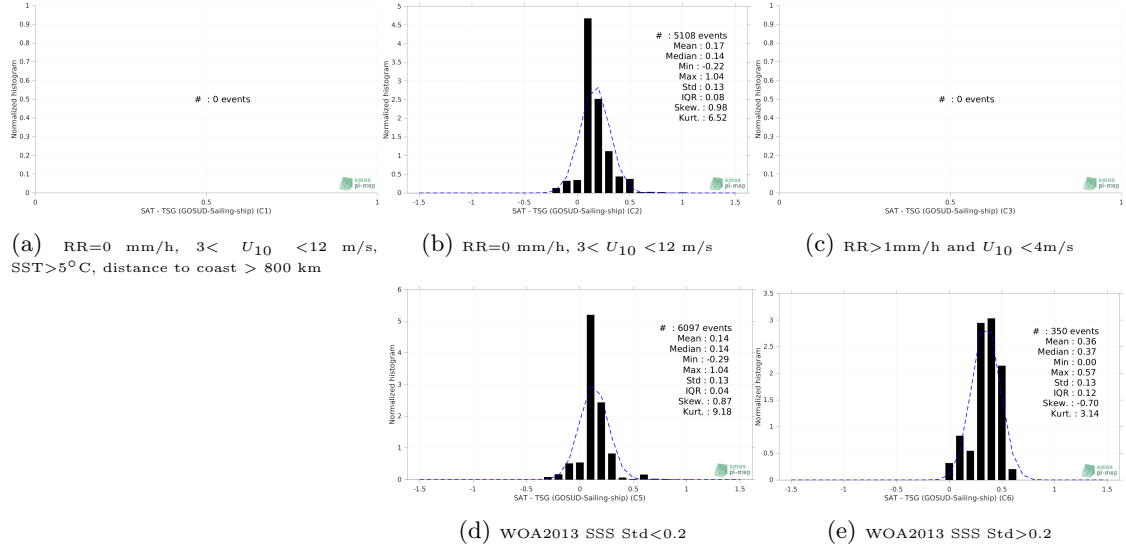 1
0.9
0.8
0.7
0.6
0.5
0.4
0.3
0.2
0.1
0
Normalized histogram
# : 0 events
0
0.5
1
SAT - TSG (GOSUD-Sailing-ship) (C1)
smos
pi-mep
(a) RR=0 mm/h, 3< U10 <12 m/s,
SST>5°C, distance to coast > 800 km
5
4.5
4
3.5
3
2.5
2
1.5
1
0.5
0
Normalized histogram
# : 5108 events
Mean : 0.17
Median : 0.14
Min : -0.22
Max : 1.04
Std : 0.13
IQR : 0.08
Skew. : 0.98
Kurt. : 6.52
-1.5
-1
-0.5
0
0.5
1
1.5
SAT - TSG (GOSUD-Sailing-ship) (C2)
smos
pi-mep
(b) RR=0 mm/h, 3< U10 <12 m/s
1
0.9
0.8
0.7
0.6
0.5
0.4
0.3
0.2
0.1
0
Normalized histogram
# : 0 events
0
0.5
1
SAT - TSG (GOSUD-Sailing-ship) (C3)
smos
pi-mep
(c) RR>1mm/h and U10 <4m/s
6
5
4
3
2
1
0
Normalized histogram
# : 6097 events
Mean : 0.14
Median : 0.14
Min : -0.29
Max : 1.04
Std : 0.13
IQR : 0.04
Skew. : 0.87
Kurt. : 9.18
-1.5
-1
-0.5
0
0.5
1
1.5
SAT - TSG (GOSUD-Sailing-ship) (C5)
smos
pi-mep
(d) WOA2013 SSS Std<0.2
3.5
3
2.5
2
1.5
1
0.5
0
Normalized histogram
# : 350 events
Mean : 0.36
Median : 0.37
Min : 0.00
Max : 0.57
Std : 0.13
IQR : 0.12
Skew. : -0.70
Kurt. : 3.14
-1.5
-1
-0.5
0
0.5
1
1.5
SAT - TSG (GOSUD-Sailing-ship) (C6)
smos
pi-mep
(e) WOA2013 SSS Std>0.2